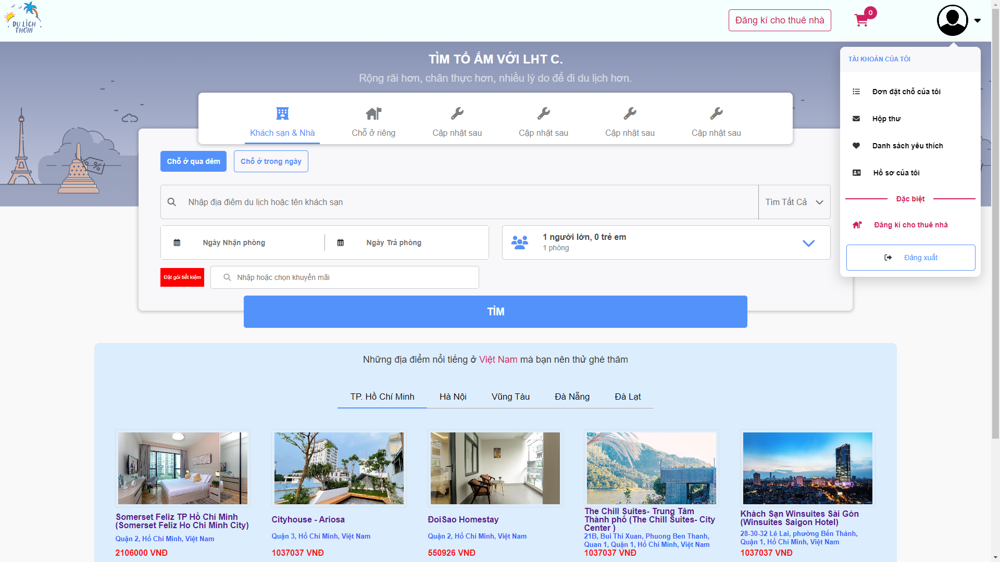 DU LỊCH
THÔIII
Đăng kí cho thuê nhà
0
TÌM TỔ ẤM VỚI LHT C.
Rộng rãi hơn, chân thực hơn, nhiều lý do để đi du lịch hơn.
Khách sạn & Nhà
Chỗ ở riêng
Cập nhật sau
Cập nhật sau
Cập nhật sau
Cập nhật sau
Chỗ ở qua đêm
Chỗ ở trong ngày
Nhập địa điểm du lịch hoặc tên khách sạn
Tìm Tất Cả
Ngày Nhận phòng
Ngày Trả phòng
1 người lớn, 0 trẻ em
1 phòng
Đặt gói tiết kiệm
Nhập hoặc chọn khuyến mãi
TÌM
TÀI KHOẢN CỦA TÔI
Đơn đặt chỗ của tôi
Hộp thư
Danh sách yêu thích
Hồ sơ của tôi
Đặc biệt
Đăng kí cho thuê nhà
Đăng xuất
Những địa điểm nổi tiếng ở Việt Nam mà bạn nên thử ghé thăm
TP. Hồ Chí Minh
Hà Nội
Vũng Tàu
Đà Nẵng
Đà Lạt
Somerset Feliz TP Hồ Chí Minh
(Somerset Feliz Ho Chi Minh City)
Quận 2, Hồ Chí Minh, Việt Nam
2106000 VNĐ
Cityhouse - Ariosa
Quận 3, Hồ Chí Minh, Việt Nam
1037037 VNĐ
ĐoiSao Homestay
Quận 2, Hồ Chí Minh, Việt Nam
550926 VNĐ
The Chill Suites- Trung Tâm
Thành phố (The Chill Suites- City
Center )
21B, Bui Thi Xuan, Phuong Ben Thanh,
Quan 1, Quận 1, Hồ Chí Minh, Việt Nam
1037037 VNĐ
Khách Sạn Winsuites Sài Gòn
(Winsuites Saigon Hotel)
28-30-32 Lê Lai, phường Bến Thành,
Quận 1, Hồ Chí Minh, Việt Nam
1037037 VNĐ